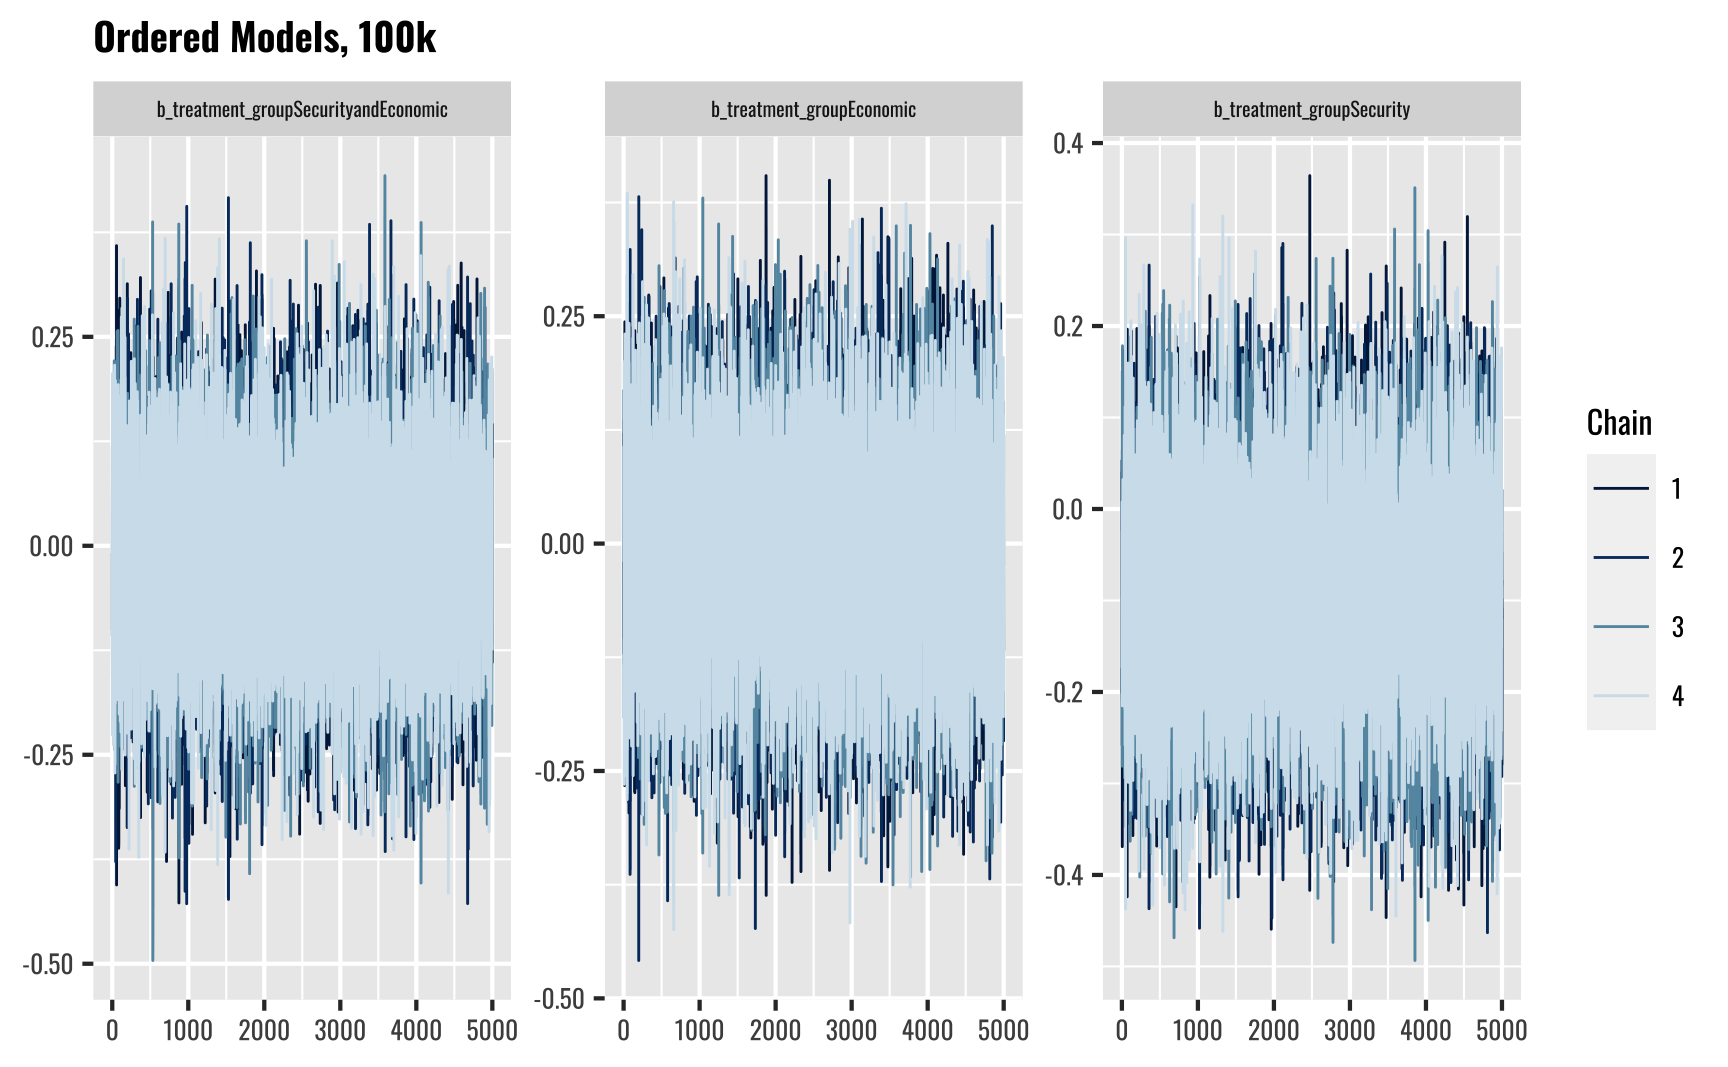 Ordered Models, 100k
b_treatment_groupSecurityandEconomic
b_treatment_groupEconomic
b_treatment_groupSecurity
0.25
0.00
-0.25
-0.50
0 1000 2000 3000 4000 5000
0.25
0.00
-0.25
-0.50
0 1000 2000 3000 4000 5000
0.4
0.2
0.0
-0.2
-0.4
0 1000 2000 3000 4000 5000
Chain
1
2
3
4